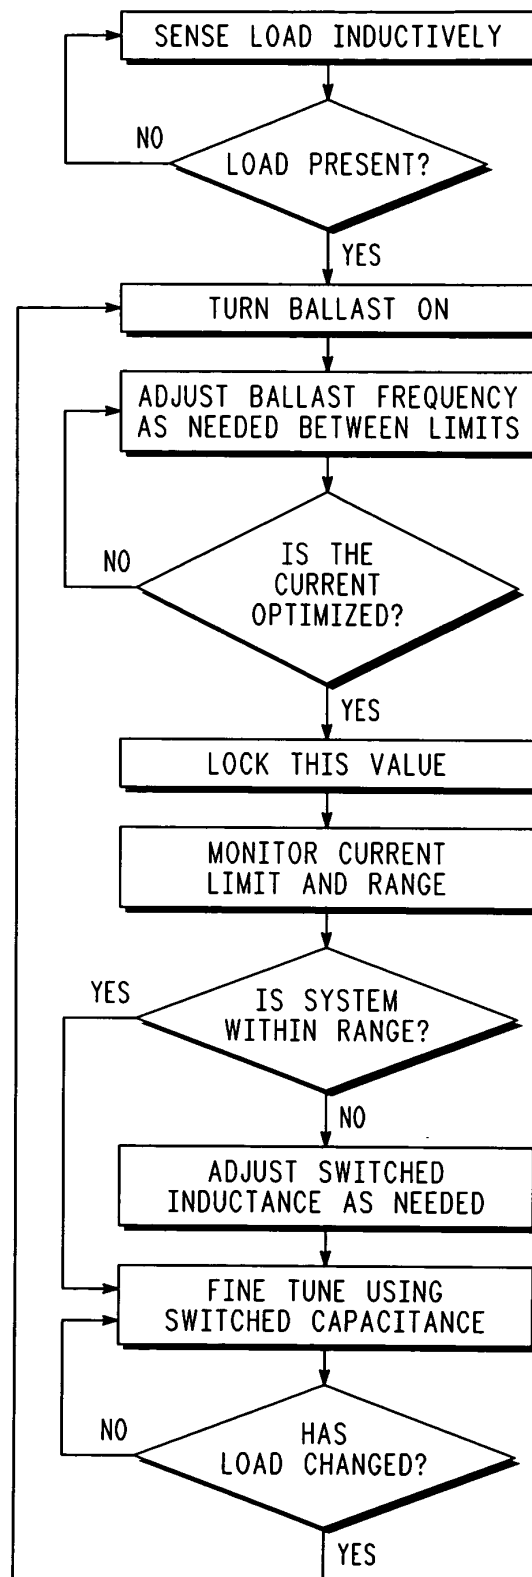 SENSE LOAD INDUCTIVELY
NO
LOAD PRESENT?
YES
TURN BALLAST ON
ADJUST BALLAST FREQUENCY
AS NEEDED BETWEEN LIMITS
NO
IS THE
CURRENT
OPTIMIZED?
YES
LOCK THIS VALUE
MONITOR CURRENT
LIMIT AND RANGE
YES
IS SYSTEM
WITHIN RANGE?
NO
ADJUST SWITCHED
INDUCTANCE AS NEEDED
FINE TUNE USING
SWITCHED CAPACITANCE
NO
HAS
LOAD CHANGED?
YES